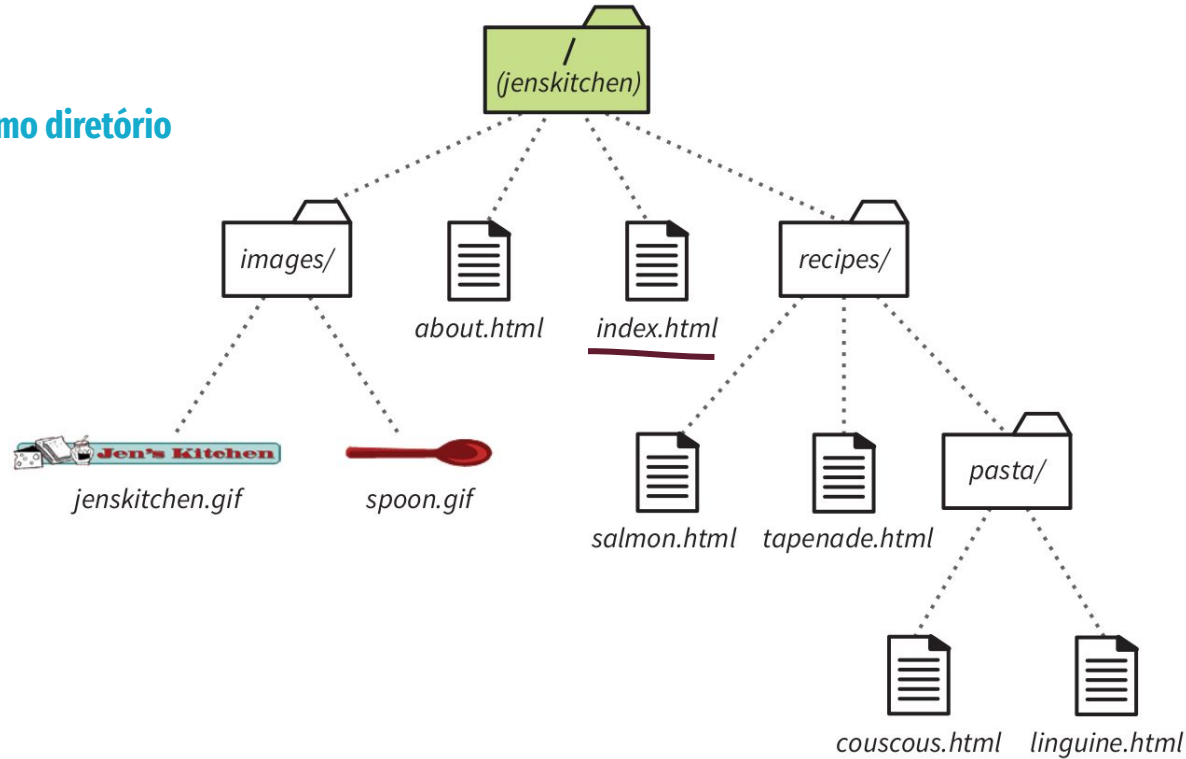 /
(jenskitchen)
mo diretório
images/
about.html
index.html
recipes/
Jen's Kitchen
jenskitchen.gif
spoon.gif
salmon.html
tapenade.html
pasta/
couscous.html
linguine.html